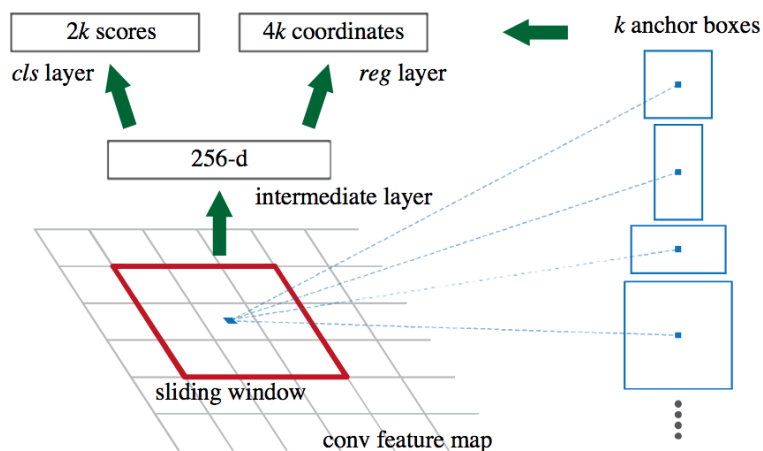 2k scores
4k coordinates
k anchor boxes
cls layer
reg layer
256-d
intermediate layer
sliding window
conv feature map